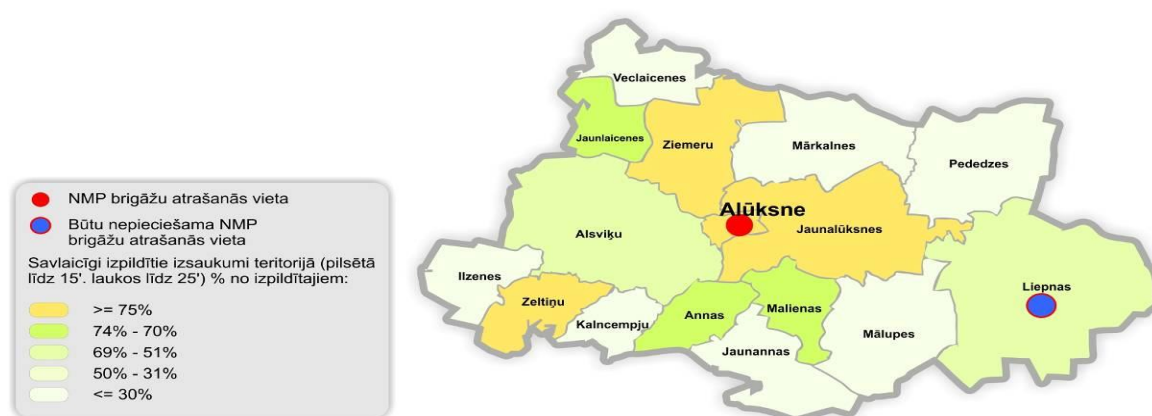 Veclaicenes
Jaunlaicenes
Ziemeru
Mārkalnes
Pededzes
Alūksne
Jaunalūksnes
Alsviķu
Ilzenes
Zeltiņu
Kalncempju
Annas
Malienas
Jaunannas
Mālupes
Liepnas
NMP brigāžu atrašanās vieta
Būtu nepieciešama NMP
brigāžu atrašanās vieta
Savlaicīgi izpildītie izsaukumi teritorijā (pilsētā
līdz 15'. laukos līdz 25') % no izpildītajiem:
>= 75%
74% - 70%
69% - 51%
50% - 31%
<= 30%